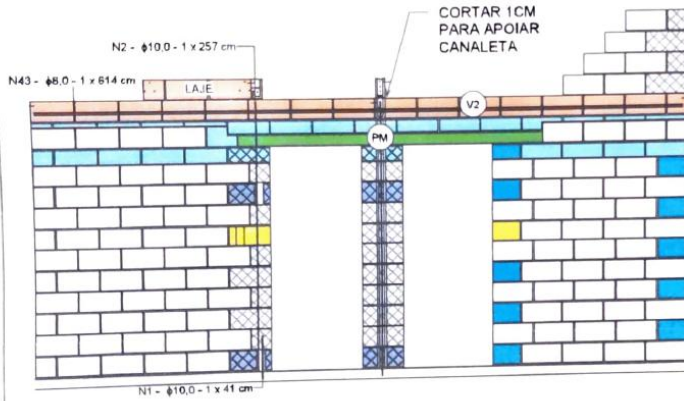 CORTAR 1CM
PARA APOIAR
CANALETA
N2 - ϕ10,0 - 1 x 257 cm
N43 - ϕ8,0 - 1 x 614 cm
LAJE
V2
PM
N1 - ϕ10,0 - 1 x 41 cm